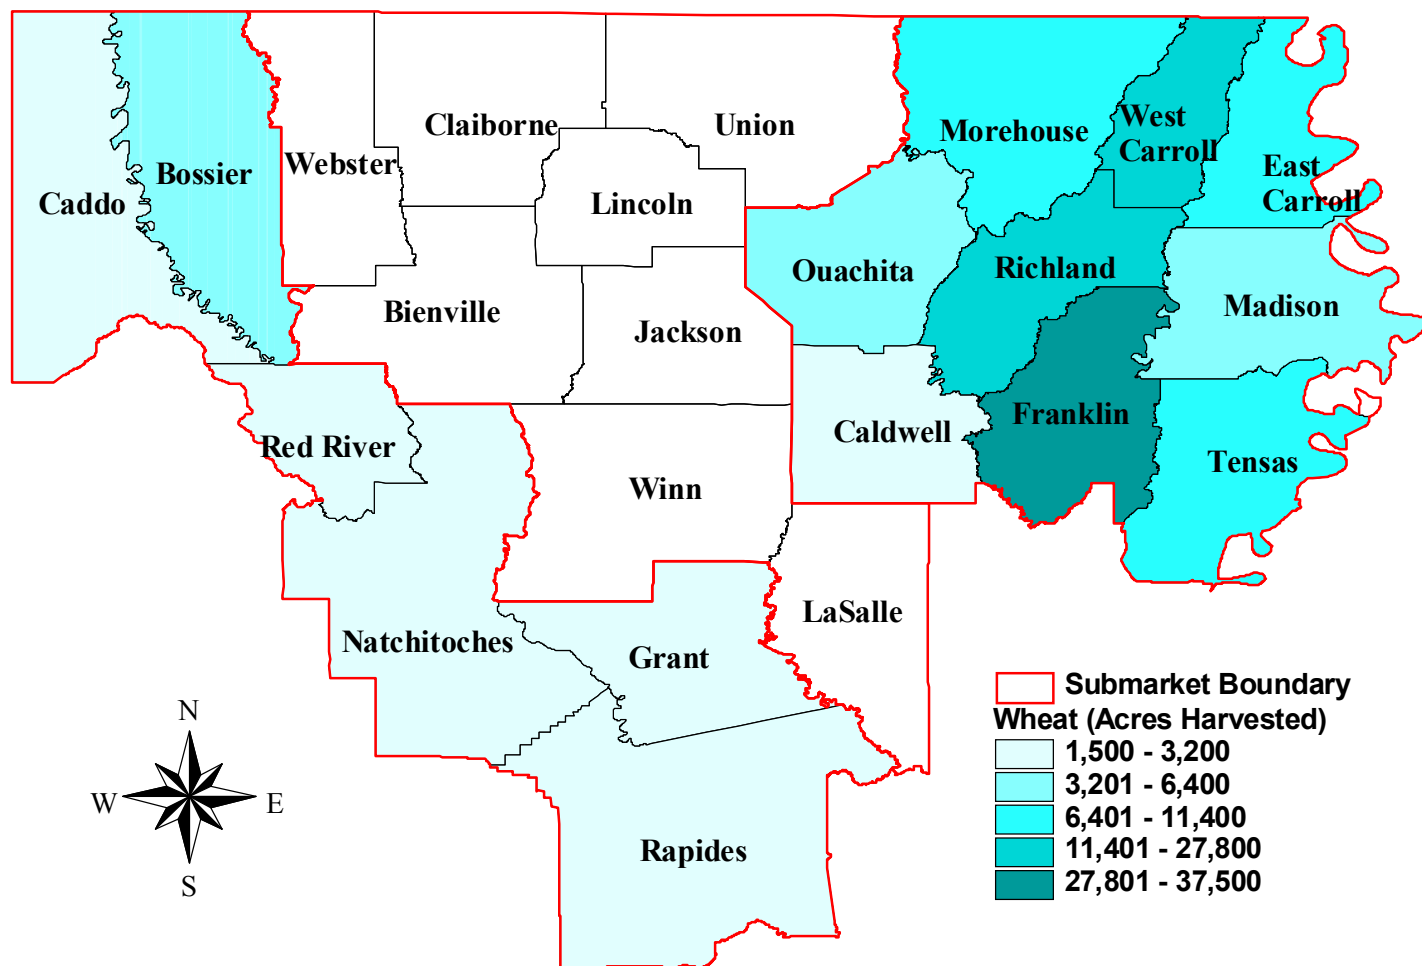 Claiborne
Union
Morehouse
West
Carroll
Webster
Bossier
East
Carroll
Caddo
Lincoln
Ouachita
Richland
Madison
Bienville
Jackson
Franklin
Caldwell
Red River
Tensas
Winn
LaSalle
Natchitoches
Grant
Rapides
N
W
E
S
Submarket Boundary
Wheat (Acres Harvested)
1,500 - 3,200
3,201 - 6,400
6,401 - 11,400
11,401 - 27,800
27,801 - 37,500